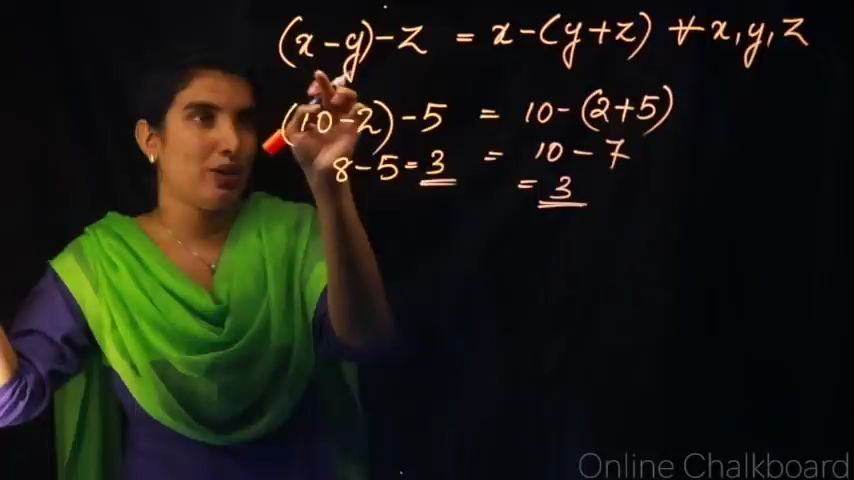 (x-y)-z = x-(y+z) ∀ x,y,z
(10-2)-5 = 10-(2+5)
8-5=3 = 10-7
=3
Online Chalkboard